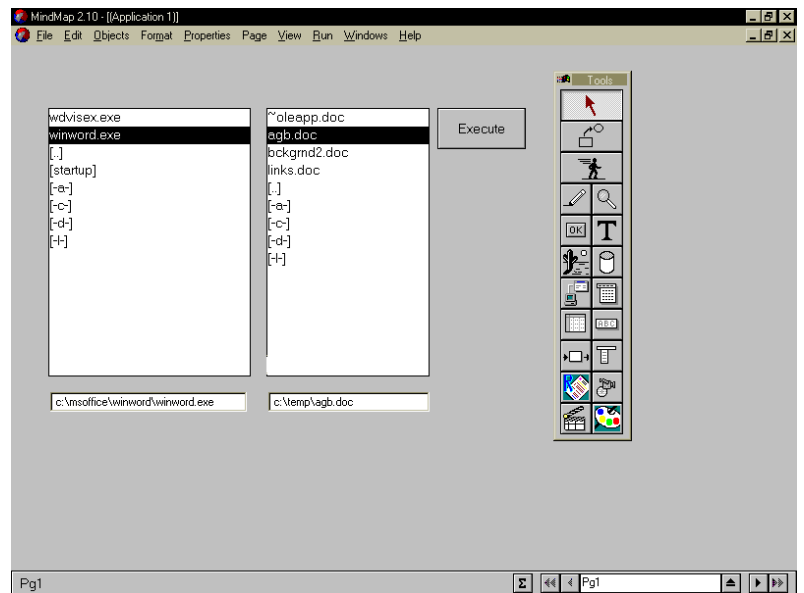 MindMap 2.10 - [(Application 1)]
File Edit Objects Format Properties Page View Run Windows Help
Tools
wdvisex.exe
winword.exe
[..]
[startup]
[-a-]
[-c-]
[-d-]
[-l-]
~oleapp.doc
agb.doc
bckgrnd2.doc
links.doc
[..]
[-a-]
[-c-]
[-d-]
[-l-]
Execute
OK
T
ABC
c:\msoffice\winword\winword.exe
c:\temp\agb.doc
Pg1
Σ
Pg1